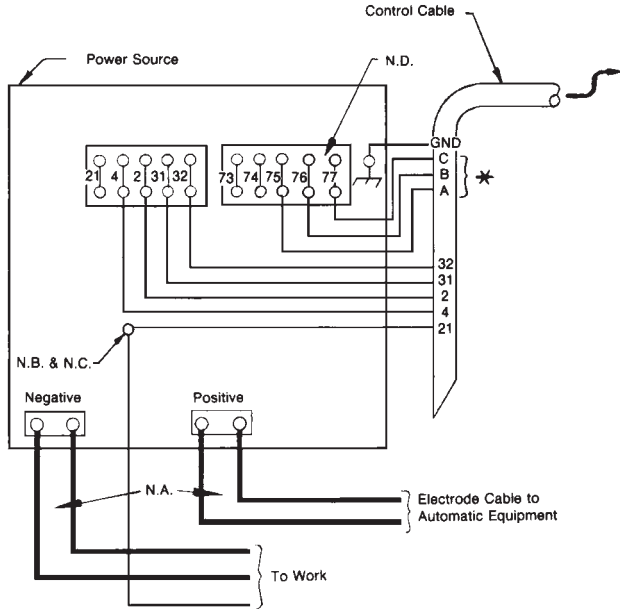 Control Cable
Power Source
N.D.
GND
C
B
A
*
21 4 2 31 32
73 74 75 76 77
32
31
2
4
21
N.B. & N.C.
Negative
Positive
N.A.
Electrode Cable to
Automatic Equipment
To Work